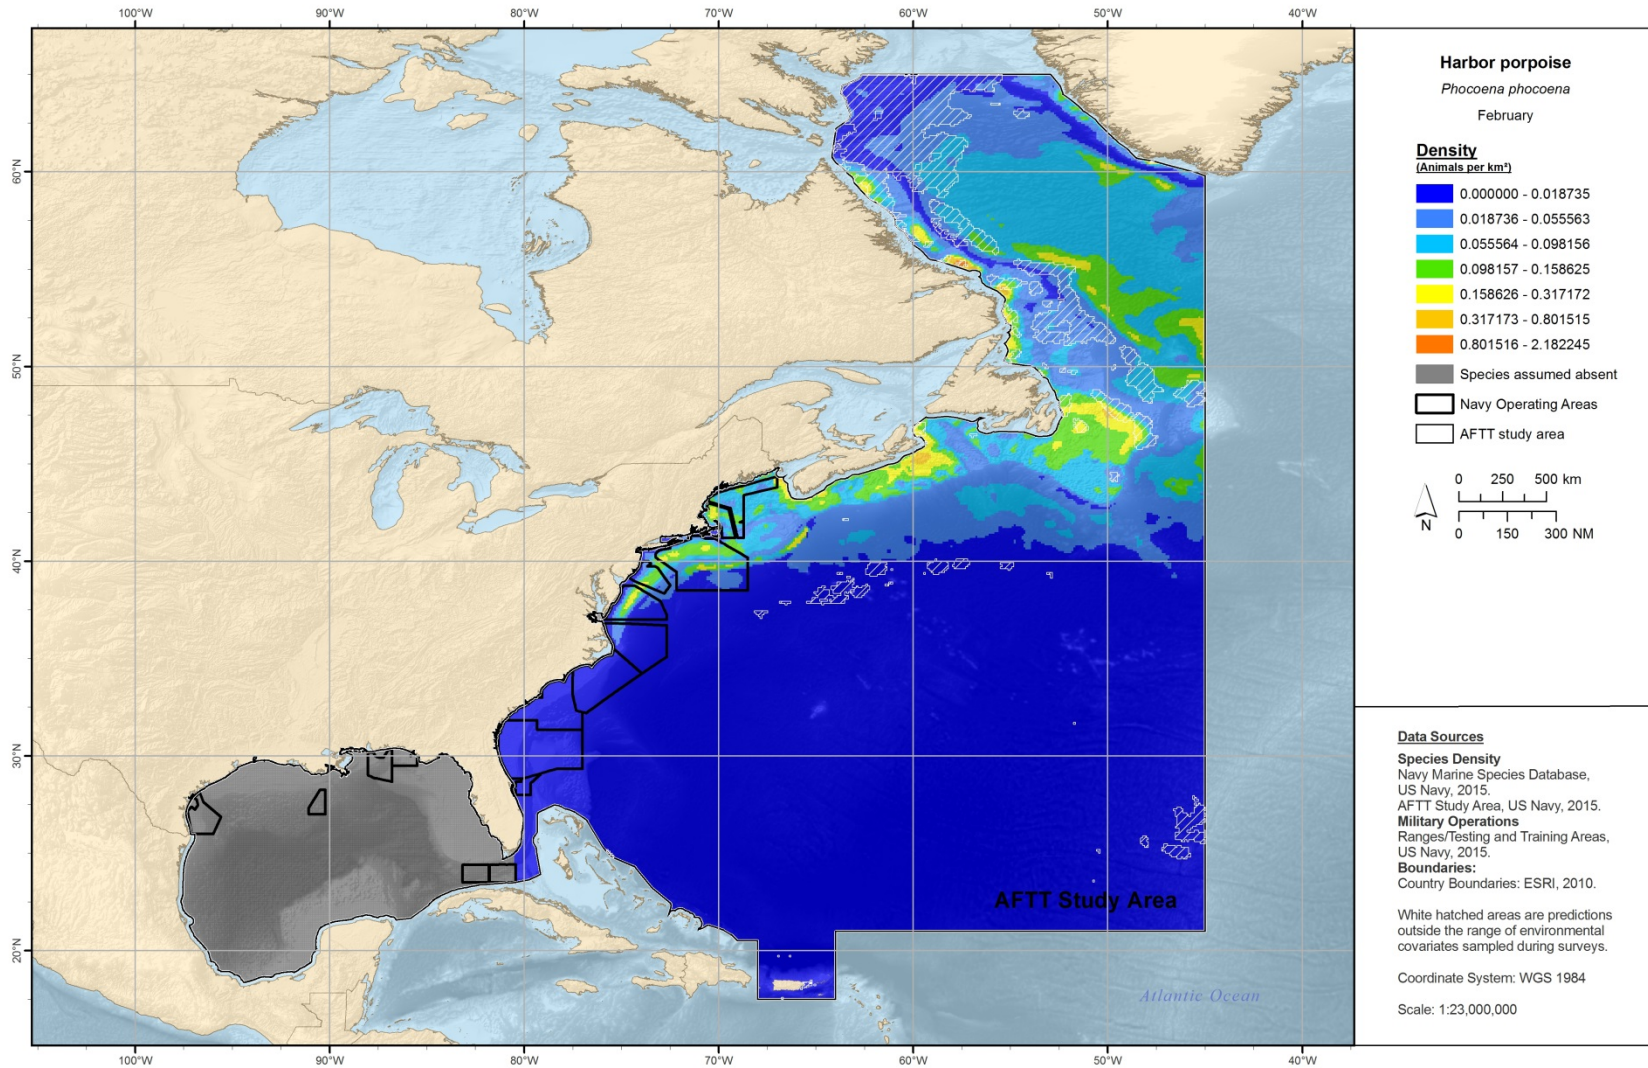 100°W
90°W
80°W
70°W
60°W
50°W
40°W
60°N
50°N
40°N
30°N
20°N
AFTT Study Area
Atlantic Ocean
100°W
90°W
80°W
70°W
60°W
50°W
40°W
Harbor porpoise
Phocoena phocoena
February
Density
(Animals per km²)
0.000000 - 0.018735
0.018736 - 0.055563
0.055564 - 0.098156
0.098157 - 0.158625
0.158626 - 0.317172
0.317173 - 0.801515
0.801516 - 2.182245
Species assumed absent
Navy Operating Areas
AFTT study area
N
0 250 500 km
0 150 300 NM
Data Sources
Species Density
Navy Marine Species Database,
US Navy, 2015.
AFTT Study Area, US Navy, 2015.
Military Operations
Ranges/Testing and Training Areas,
US Navy, 2015.
Boundaries:
Country Boundaries: ESRI, 2010.
White hatched areas are predictions
outside the range of environmental
covariates sampled during surveys.
Coordinate System: WGS 1984
Scale: 1:23,000,000